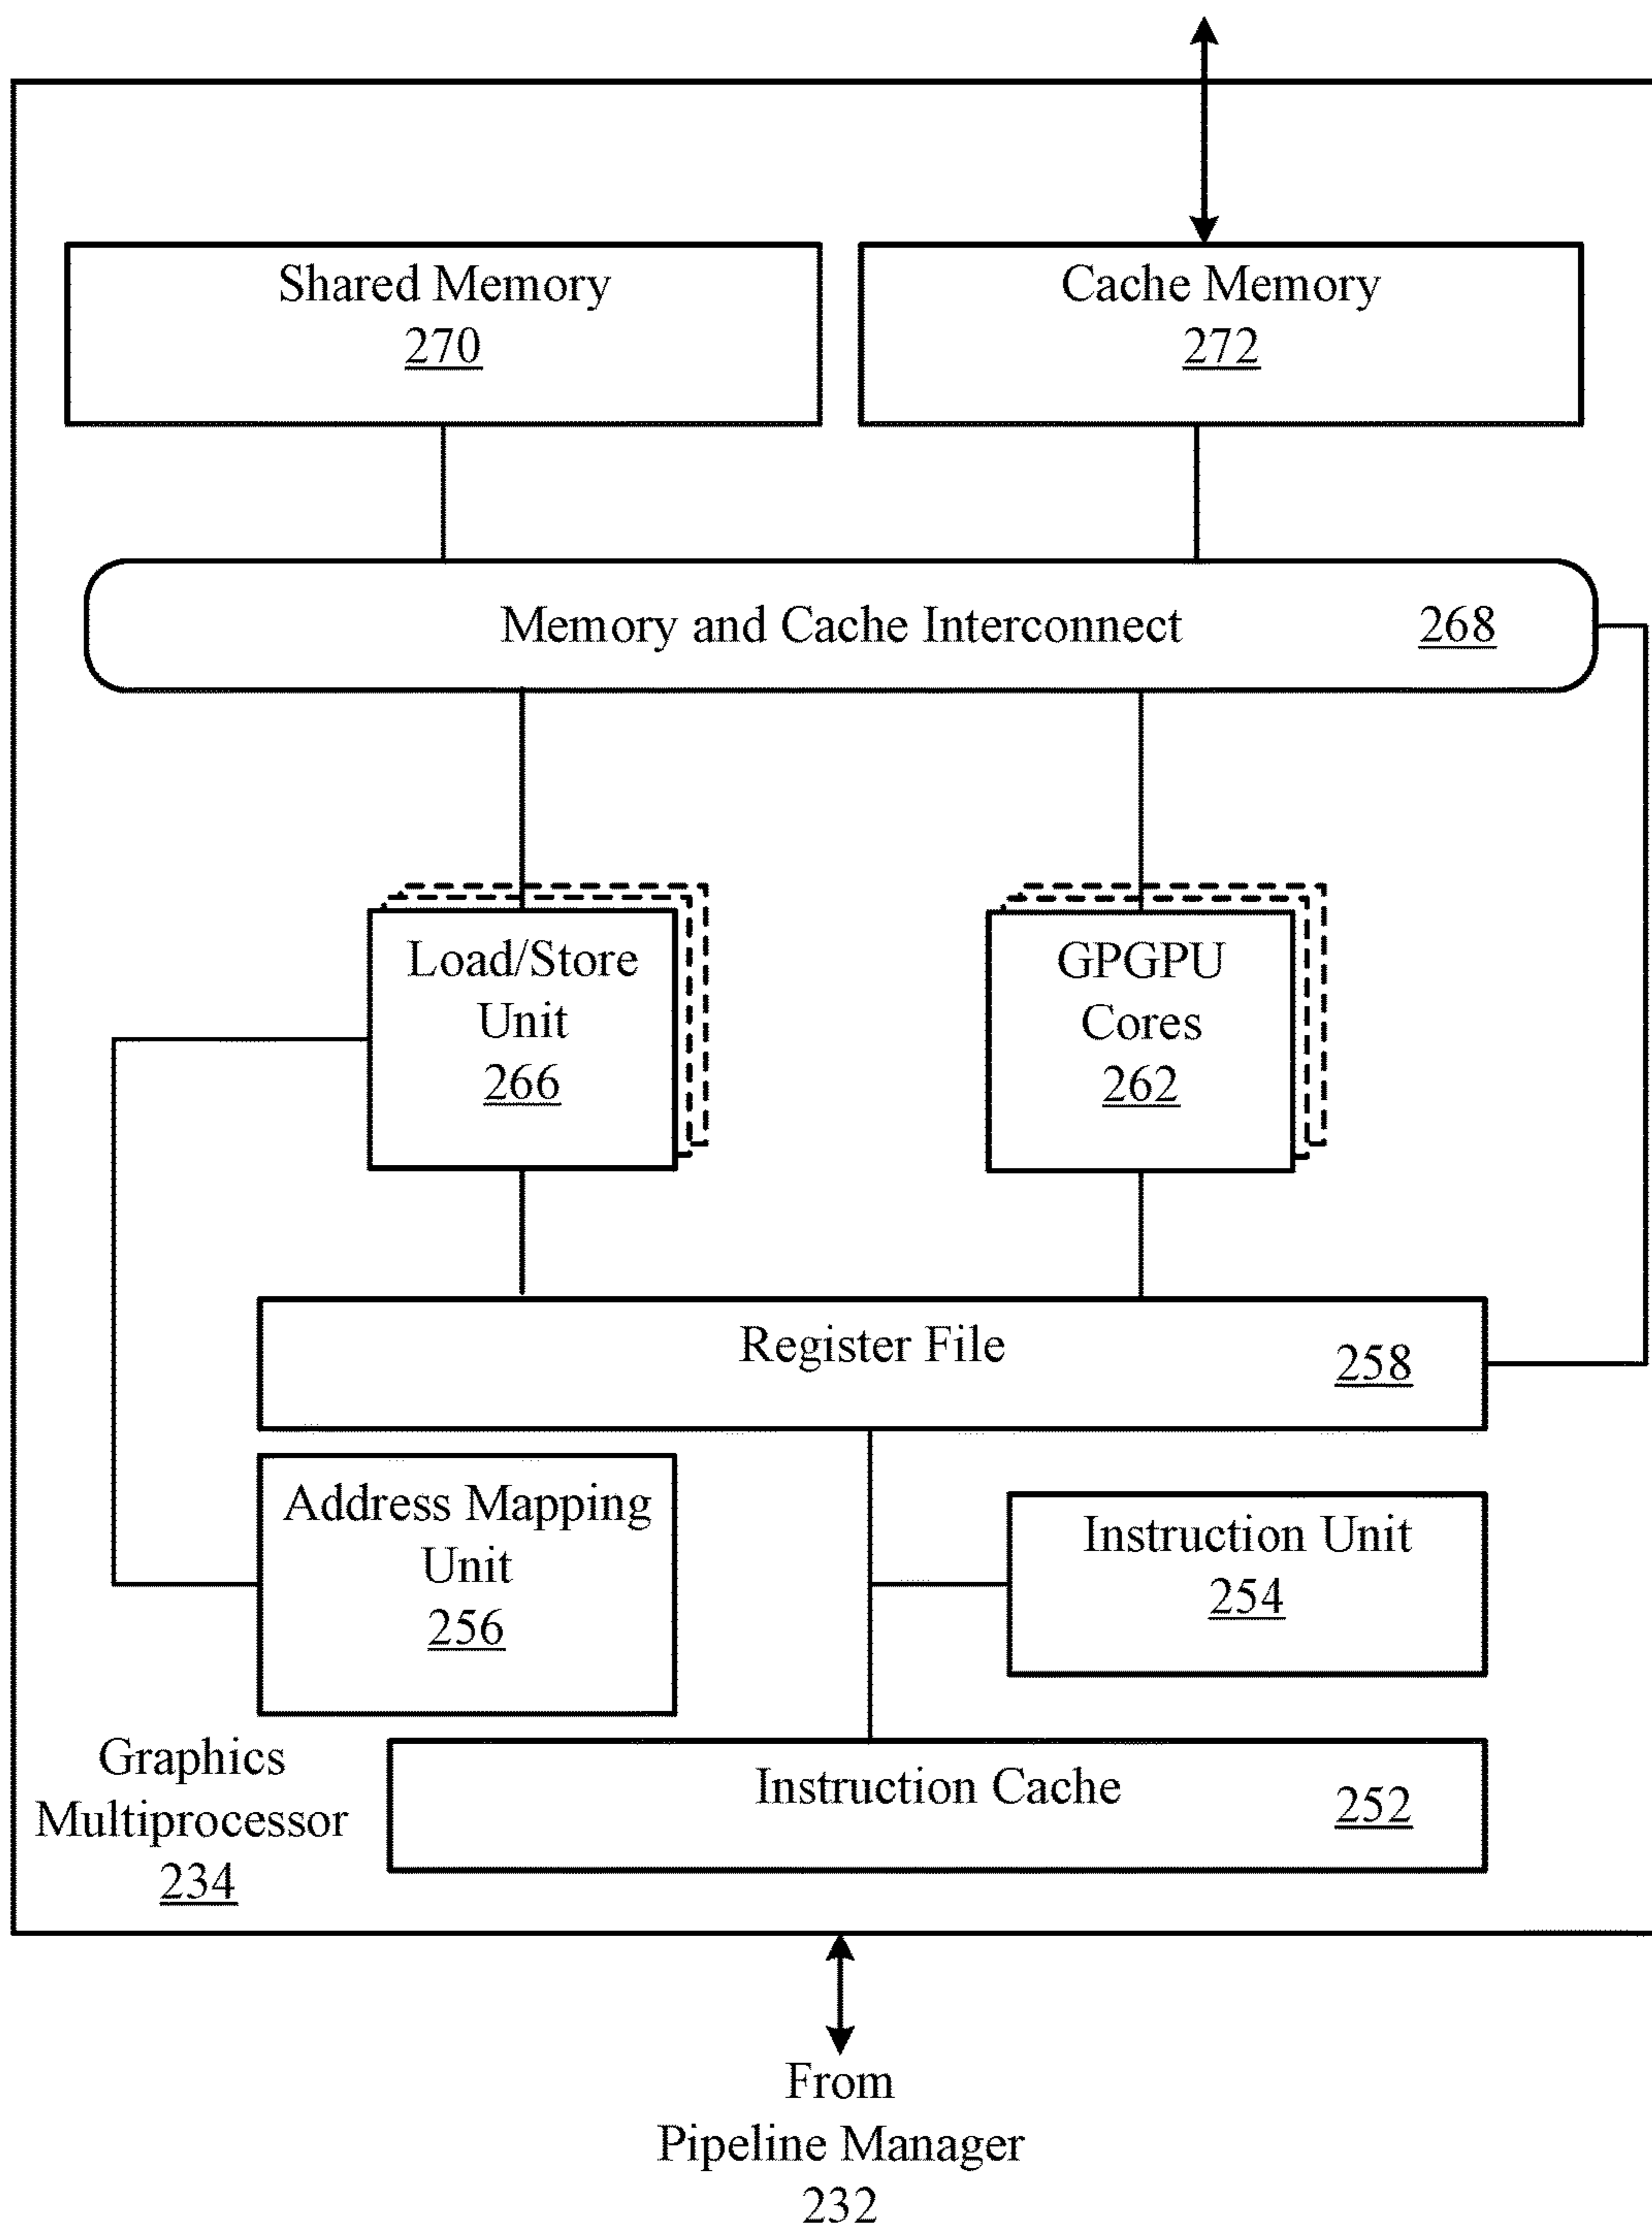 Shared Memory
270
Cache Memory
272
Memory and Cache Interconnect 268
Load/Store
Unit
266
GPGPU
Cores
262
Register File 258
Address Mapping
Unit
256
Instruction Unit
254
Graphics
Multiprocessor
234
Instruction Cache 252
From
Pipeline Manager
232